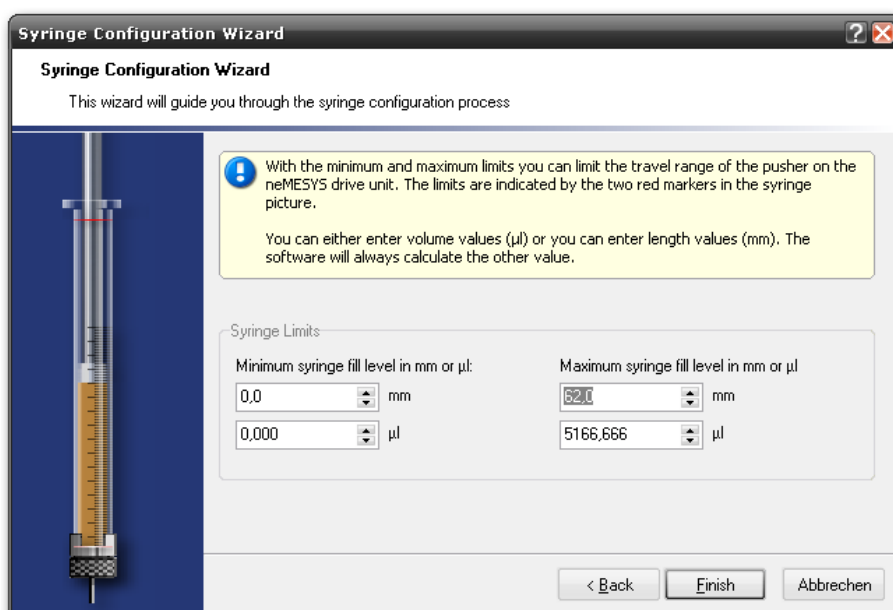 Syringe Configuration Wizard
Syringe Configuration Wizard
This wizard will guide you through the syringe configuration process
With the minimum and maximum limits you can limit the travel range of the pusher on the
neMESYS drive unit. The limits are indicated by the two red markers in the syringe
picture.
You can either enter volume values (µl) or you can enter length values (mm). The
software will always calculate the other value.
Syringe Limits
Minimum syringe fill level in mm or µl:
0,0 mm
0,000 µl
Maximum syringe fill level in mm or µl
62,0 mm
5166,666 µl
< Back Finish Abbrechen